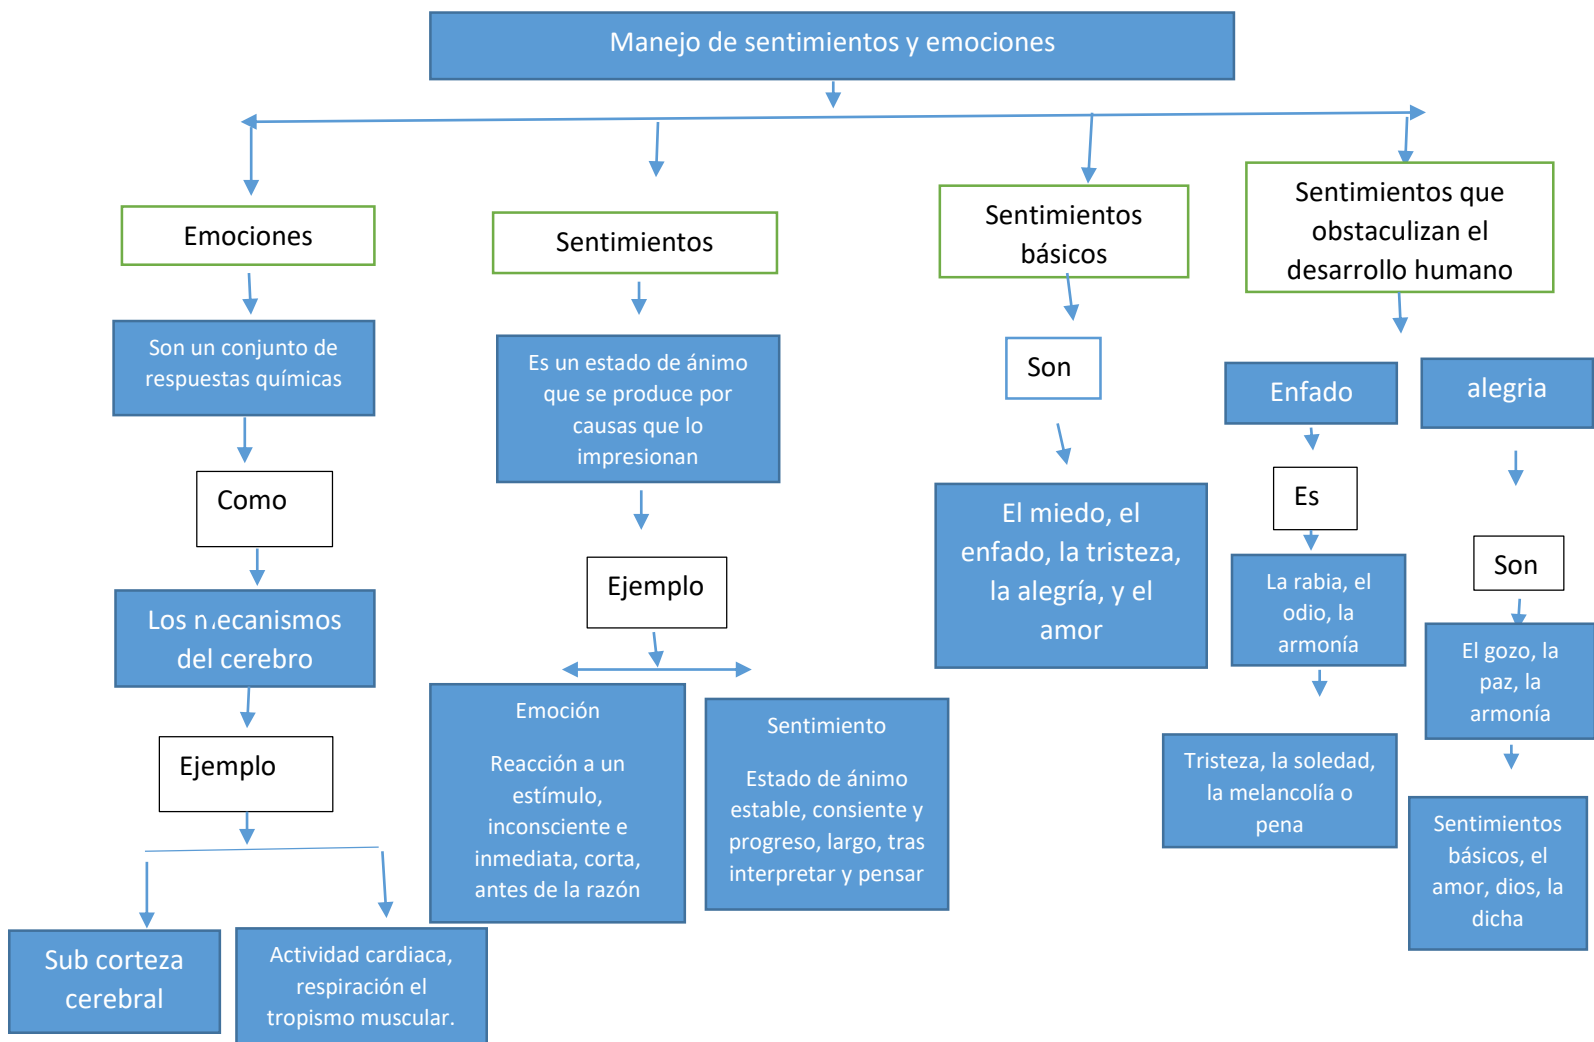 Manejo de sentimientos y emociones
Emociones
Son un conjunto de
respuestas químicas
Como
Los mecanismos
del cerebro
Ejemplo
Sub corteza
cerebral
Actividad cardiaca,
respiración el
tropismo muscular.
Sentimientos
Es un estado de ánimo
que se produce por
causas que lo
impresionan
Ejemplo
Emoción
Reacción a un
estímulo,
inconsciente e
inmediata, corta,
antes de la razón
Sentimiento
Estado de ánimo
estable, consiente y
progreso, largo, tras
interpretar y pensar
Sentimientos
básicos
Son
El miedo, el
enfado, la tristeza,
la alegría, y el
amor
Sentimientos que
obstaculizan el
desarrollo humano
Enfado
Es
La rabia, el
odio, la
armonía
Tristeza, la soledad,
la melancolía o
pena
alegria
Son
El gozo, la
paz, la
armonía
Sentimientos
básicos, el
amor, dios, la
dicha